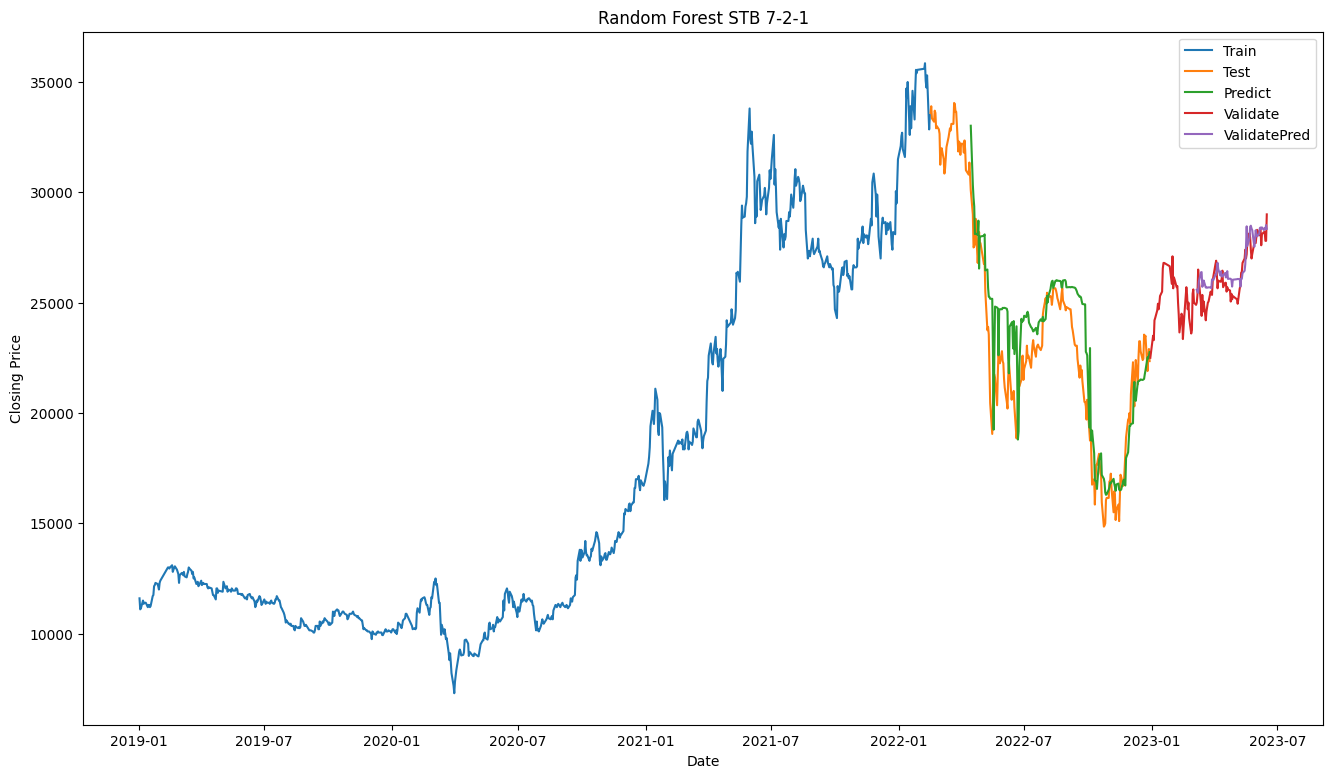 Random Forest STB 7-2-1
Train
Test
Predict
Validate
ValidatePred
35000
30000
25000
20000
15000
10000
Closing Price
2019-01
2019-07
2020-01
2020-07
2021-01
2021-07
2022-01
2022-07
2023-01
2023-07
Date